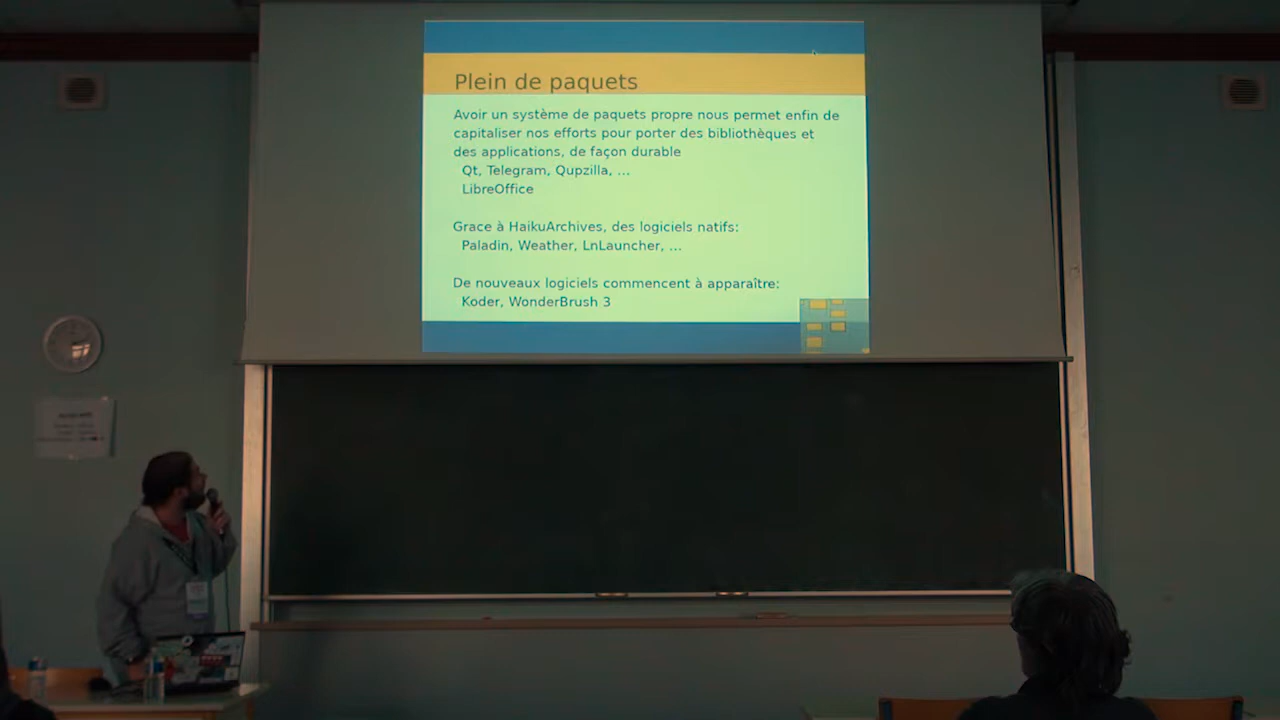 Plein de paquets
Avoir un système de paquets propre nous permet enfin de
capitaliser nos efforts pour porter des bibliothèques et
des applications, de façon durable
Qt, Telegram, Qupzilla, ...
LibreOffice
Grace à HaikuArchives, des logiciels natifs:
Paladin, Weather, LnLauncher, ...
De nouveaux logiciels commencent à apparaître:
Koder, WonderBrush 3